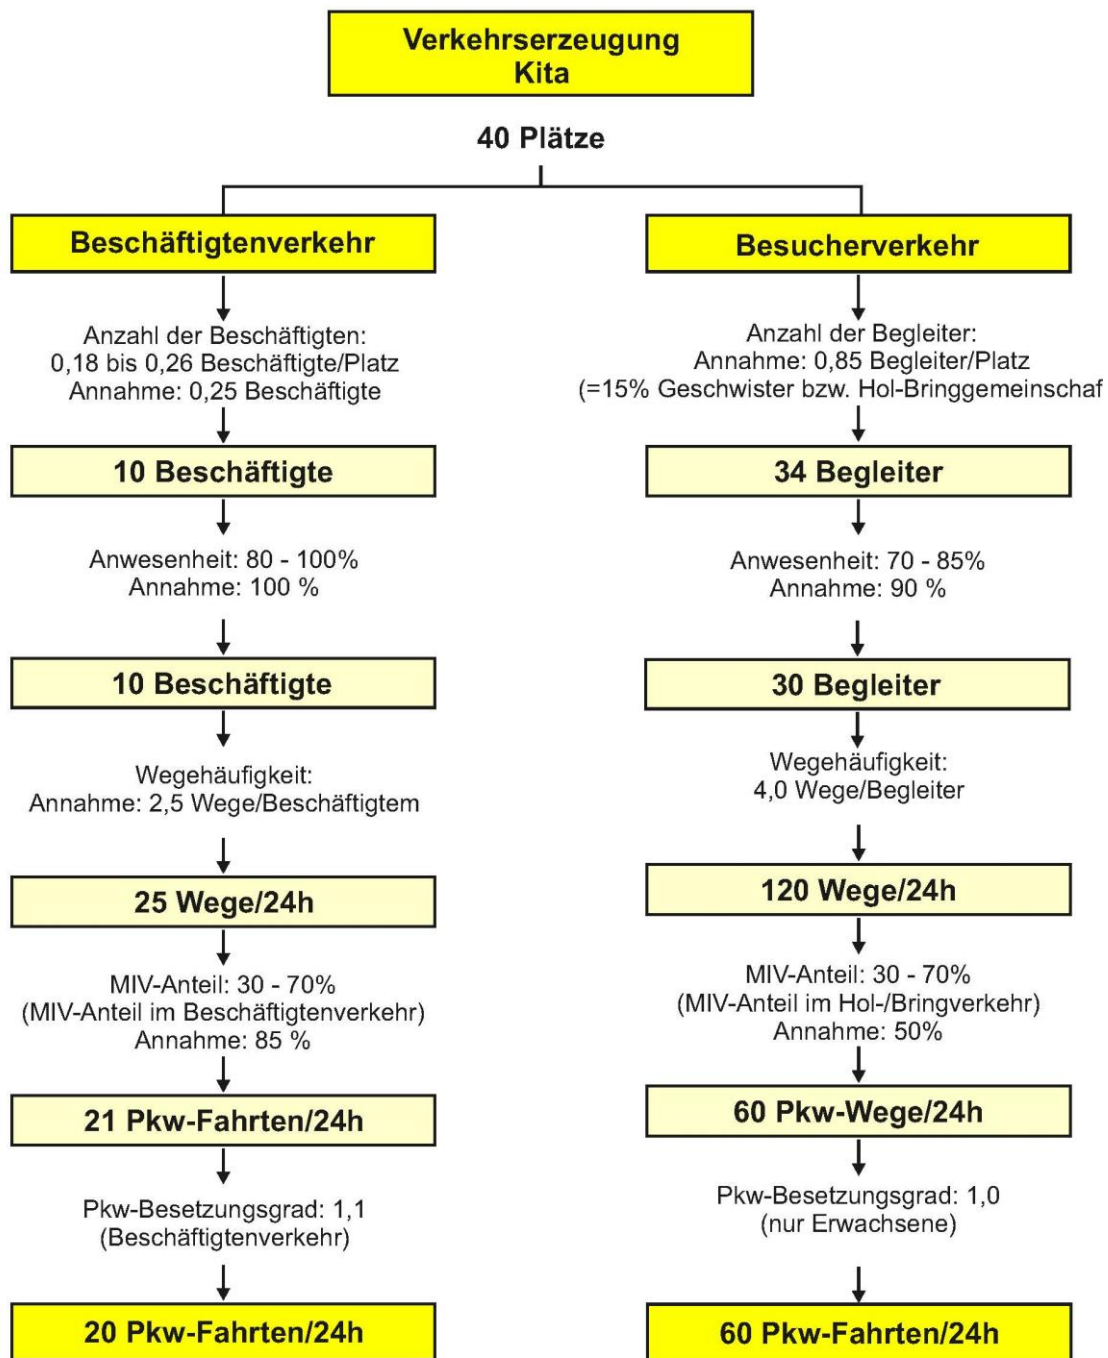 Verkehrserzeugung
Kita
40 Plätze
Beschäftigtenverkehr
Anzahl der Beschäftigten:
0,18 bis 0,26 Beschäftigte/Platz
Annahme: 0,25 Beschäftigte
10 Beschäftigte
Anwesenheit: 80 - 100%
Annahme: 100 %
10 Beschäftigte
Wegehäufigkeit:
Annahme: 2,5 Wege/Beschäftigtem
25 Wege/24h
MIV-Anteil: 30 - 70%
(MIV-Anteil im Beschäftigtenverkehr)
Annahme: 85 %
21 Pkw-Fahrten/24h
Pkw-Besetzungsgrad: 1,1
(Beschäftigtenverkehr)
20 Pkw-Fahrten/24h
Besucherverkehr
Anzahl der Begleiter:
Annahme: 0,85 Begleiter/Platz
(=15% Geschwister bzw. Hol-Bringgemeinschaf
34 Begleiter
Anwesenheit: 70 - 85%
Annahme: 90 %
30 Begleiter
Wegehäufigkeit:
4,0 Wege/Begleiter
120 Wege/24h
MIV-Anteil: 30 - 70%
(MIV-Anteil im Hol-/Bringverkehr)
Annahme: 50%
60 Pkw-Wege/24h
Pkw-Besetzungsgrad: 1,0
(nur Erwachsene)
60 Pkw-Fahrten/24h